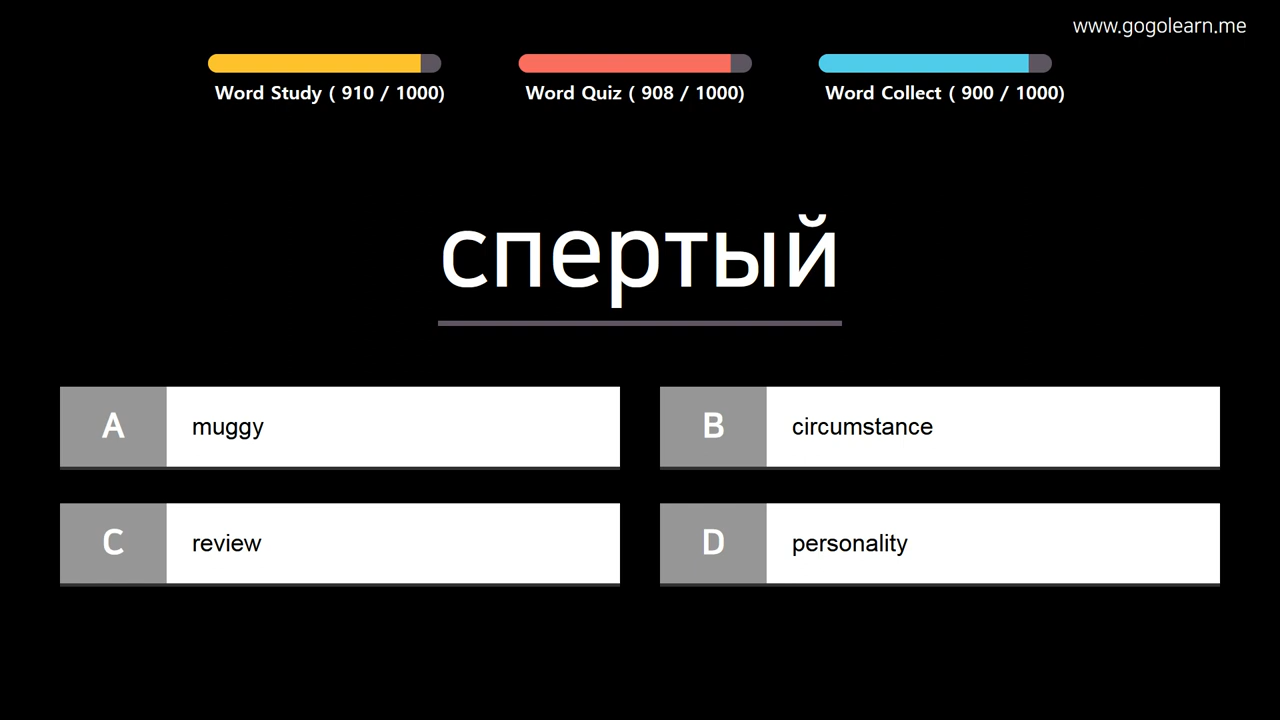 www.gogolearn.me
Word Study ( 910 / 1000)
Word Quiz ( 908 / 1000)
Word Collect ( 900 / 1000)
спертый
A muggy
B circumstance
C review
D personality